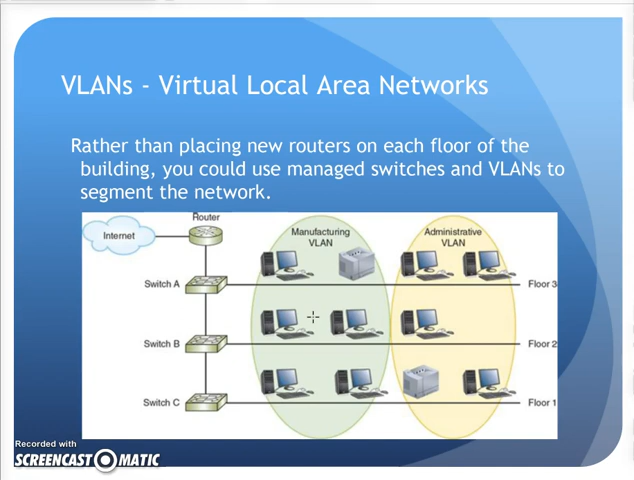 VLANs - Virtual Local Area Networks
Rather than placing new routers on each floor of the
building, you could use managed switches and VLANs to
segment the network.
Router
Internet
Manufacturing
VLAN
Administrative
VLAN
Switch A
Floor 3
Switch B
Floor 2
Switch C
Floor 1
Recorded with
SCREENCAST-O-MATIC